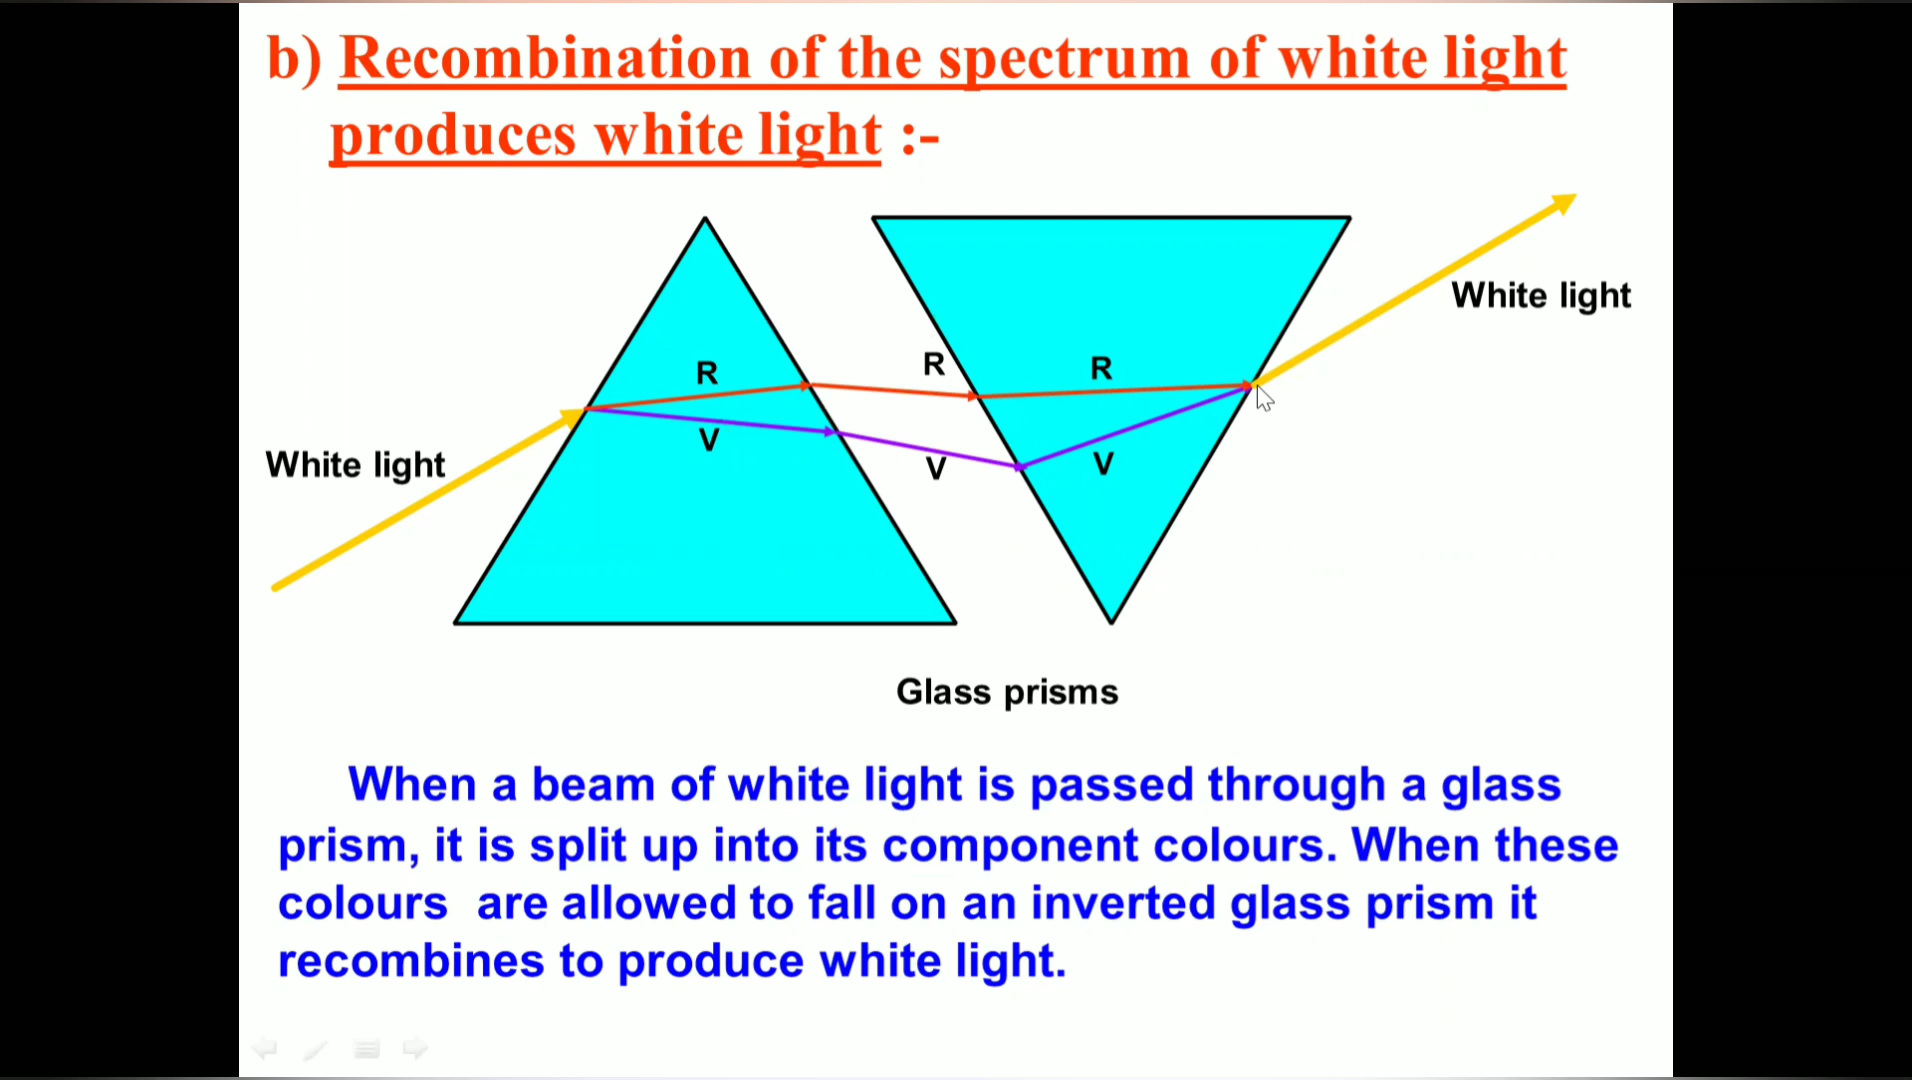 b) Recombination of the spectrum of white light
produces white light :-
White light
R
R
R
White light
V
V
V
Glass prisms
When a beam of white light is passed through a glass
prism, it is split up into its component colours. When these
colours  are allowed to fall on an inverted glass prism it
recombines to produce white light.